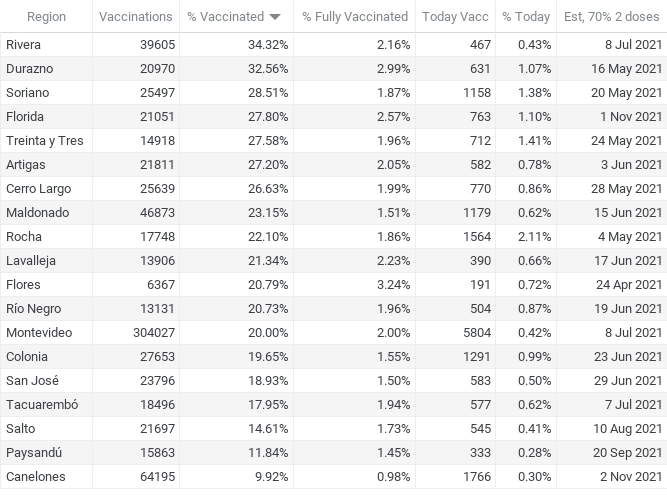 Region Vaccinations % Vaccinated % Fully Vaccinated Today Vacc % Today Est, 70% 2 doses
Rivera 39605 34.32% 2.16% 467 0.43% 8 Jul 2021
Durazno 20970 32.56% 2.99% 631 1.07% 16 May 2021
Soriano 25497 28.51% 1.87% 1158 1.38% 20 May 2021
Florida 21051 27.80% 2.57% 763 1.10% 1 Nov 2021
Treinta y Tres 14918 27.58% 1.96% 712 1.41% 24 May 2021
Artigas 21811 27.20% 2.05% 582 0.78% 3 Jun 2021
Cerro Largo 25639 26.63% 1.99% 770 0.86% 28 May 2021
Maldonado 46873 23.15% 1.51% 1179 0.62% 15 Jun 2021
Rocha 17748 22.10% 1.86% 1564 2.11% 4 May 2021
Lavalleja 13906 21.34% 2.23% 390 0.66% 17 Jun 2021
Flores 6367 20.79% 3.24% 191 0.72% 24 Apr 2021
Río Negro 13131 20.73% 1.96% 504 0.87% 19 Jun 2021
Montevideo 304027 20.00% 2.00% 5804 0.42% 8 Jul 2021
Colonia 27653 19.65% 1.55% 1291 0.99% 23 Jun 2021
San José 23796 18.93% 1.50% 583 0.50% 29 Jun 2021
Tacuarembó 18496 17.95% 1.94% 577 0.62% 7 Jul 2021
Salto 21697 14.61% 1.73% 545 0.41% 10 Aug 2021
Paysandú 15863 11.84% 1.45% 333 0.28% 20 Sep 2021
Canelones 64195 9.92% 0.98% 1766 0.30% 2 Nov 2021